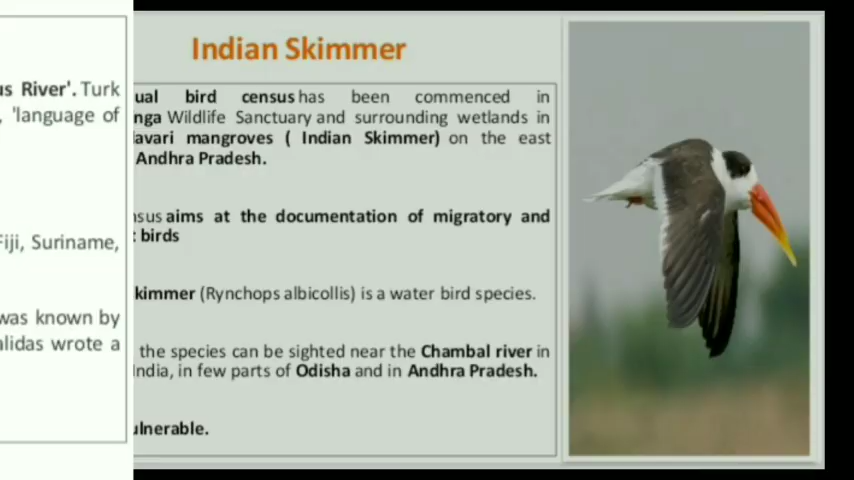 us River'. Turk
, 'language of
Fiji, Suriname,
was known by
alidas wrote a
Indian Skimmer
ual bird census has been commenced in
nga Wildlife Sanctuary and surrounding wetlands in
avari mangroves ( Indian Skimmer) on the east
Andhra Pradesh.
nsus aims at the documentation of migratory and
t birds
kimmer (Rynchops albicollis) is a water bird species.
the species can be sighted near the Chambal river in
India, in few parts of Odisha and in Andhra Pradesh.
ulnerable.